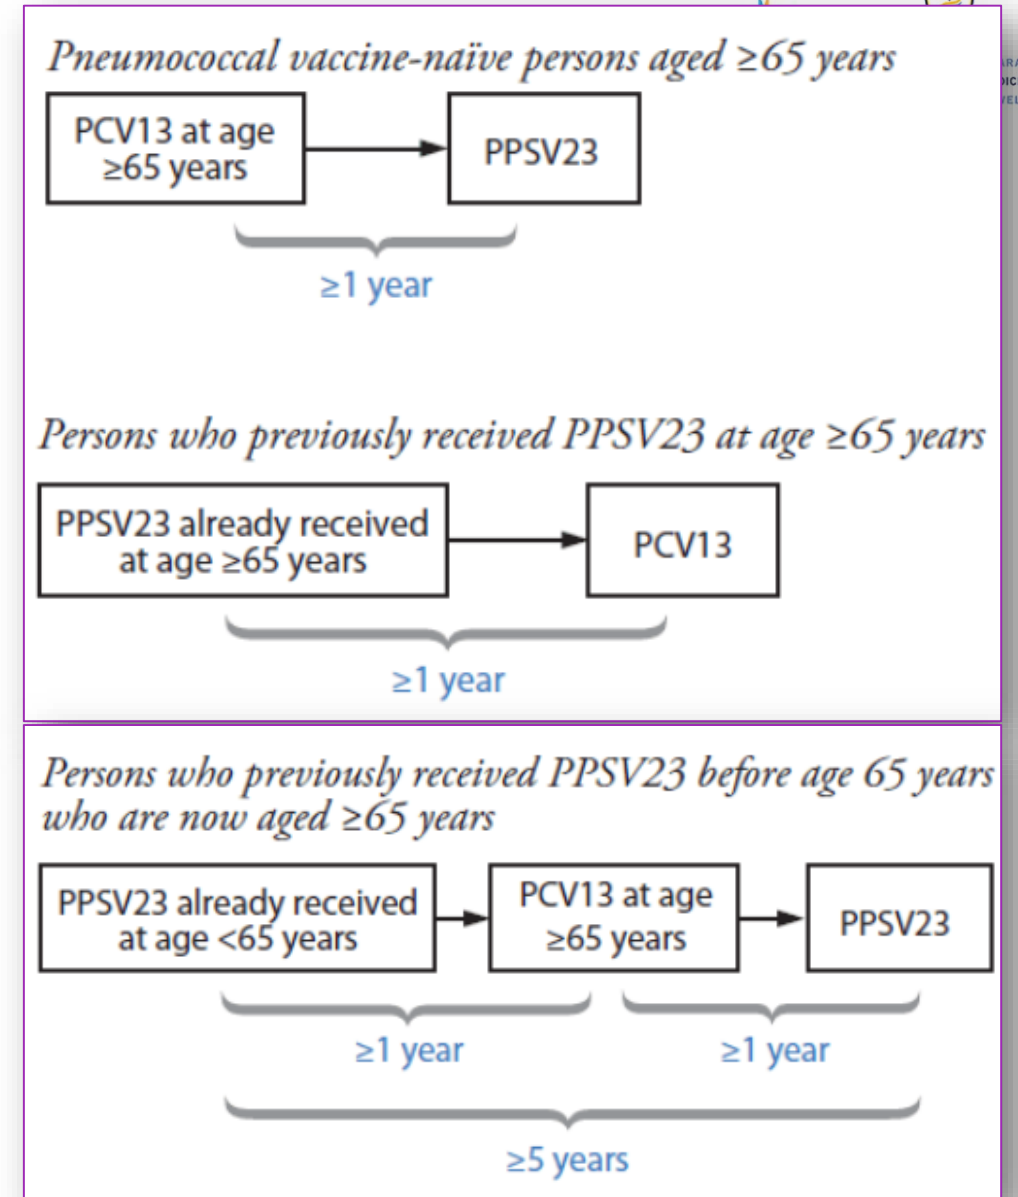 Pneumococcal vaccine-naïve persons aged ≥65 years
PCV13 at age
≥65 years
PPSV23
≥1 year
Persons who previously received PPSV23 at age ≥65 years
PPSV23 already received
at age ≥65 years
PCV13
≥1 year
Persons who previously received PPSV23 before age 65 years
who are now aged ≥65 years
PPSV23 already received
at age <65 years
PCV13 at age
≥65 years
PPSV23
≥1 year
≥1 year
≥5 years